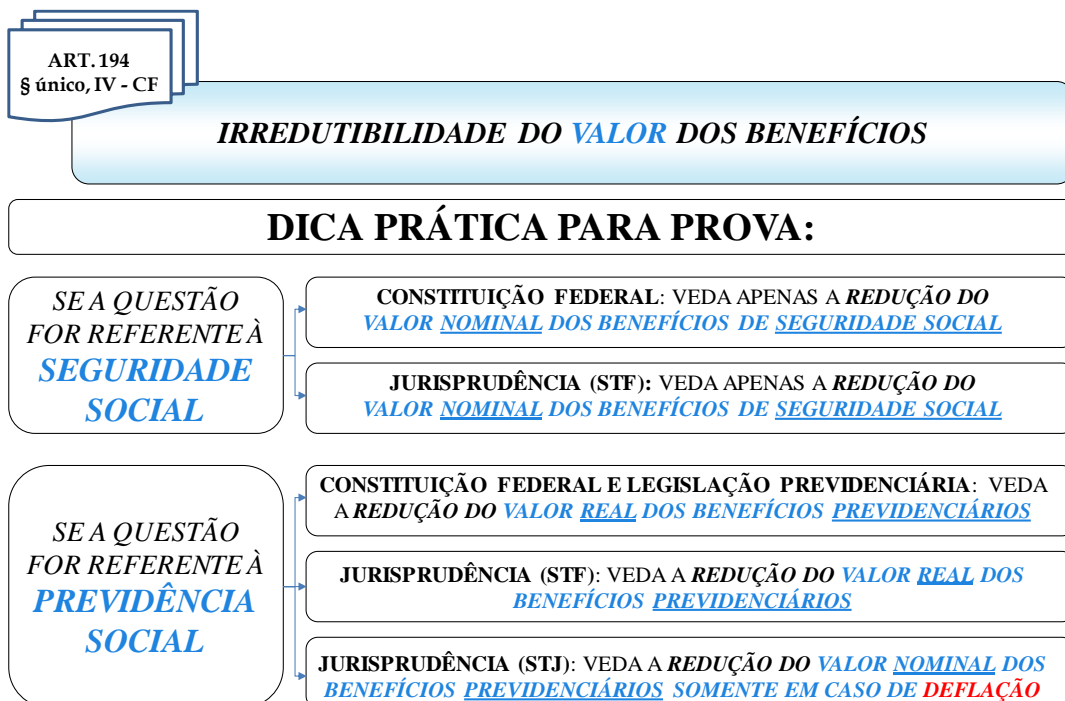 ART. 194
§ único, IV - CF
IRREDUTIBILIDADE DO VALOR DOS BENEFÍCIOS
DICA PRÁTICA PARA PROVA:
SE A QUESTÃO
FOR REFERENTE À
SEGURIDADE
SOCIAL
CONSTITUIÇÃO FEDERAL: VEDA APENAS A REDUÇÃO DO
VALOR NOMINAL DOS BENEFÍCIOS DE SEGURIDADE SOCIAL
JURISPRUDÊNCIA (STF): VEDA APENAS A REDUÇÃO DO
VALOR NOMINAL DOS BENEFÍCIOS DE SEGURIDADE SOCIAL
SE A QUESTÃO
FOR REFERENTE À
PREVIDÊNCIA
SOCIAL
CONSTITUIÇÃO FEDERAL E LEGISLAÇÃO PREVIDENCIÁRIA: VEDA
A REDUÇÃO DO VALOR REAL DOS BENEFÍCIOS PREVIDENCIÁRIOS
JURISPRUDÊNCIA (STF): VEDA A REDUÇÃO DO VALOR REAL DOS
BENEFÍCIOS PREVIDENCIÁRIOS
JURISPRUDÊNCIA (STJ): VEDA A REDUÇÃO DO VALOR NOMINAL DOS
BENEFÍCIOS PREVIDENCIÁRIOS SOMENTE EM CASO DE DEFLAÇÃO